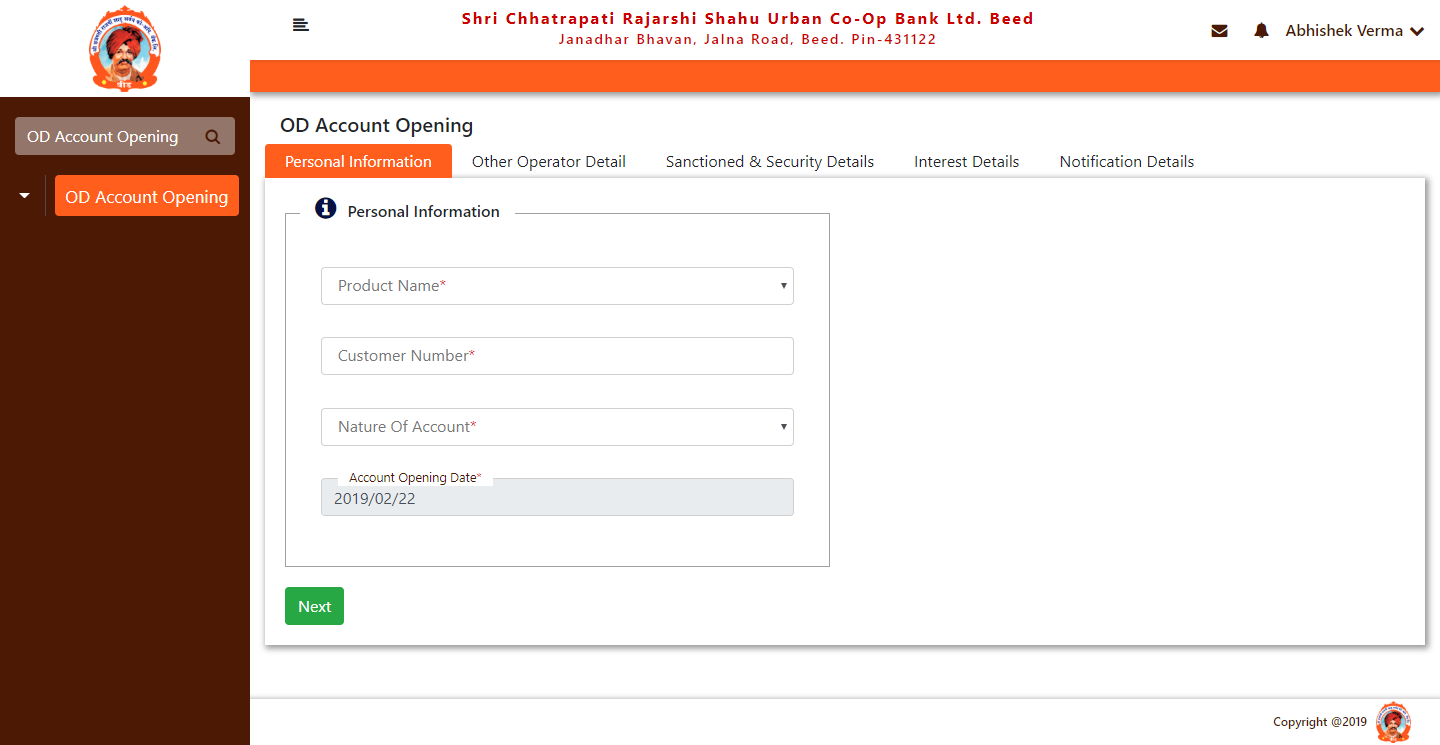 Shri Chhatrapati Rajarshi Shahu Urban Co-Op Bank Ltd. Beed
Janadhar Bhavan, Jalna Road, Beed. Pin-431122
Abhishek Verma
बीड
OD Account Opening
OD Account Opening
OD Account Opening
Personal Information
Other Operator Detail
Sanctioned & Security Details
Interest Details
Notification Details
Personal Information
Product Name*
Customer Number*
Nature Of Account*
Account Opening Date*
2019/02/22
Next
Copyright @2019